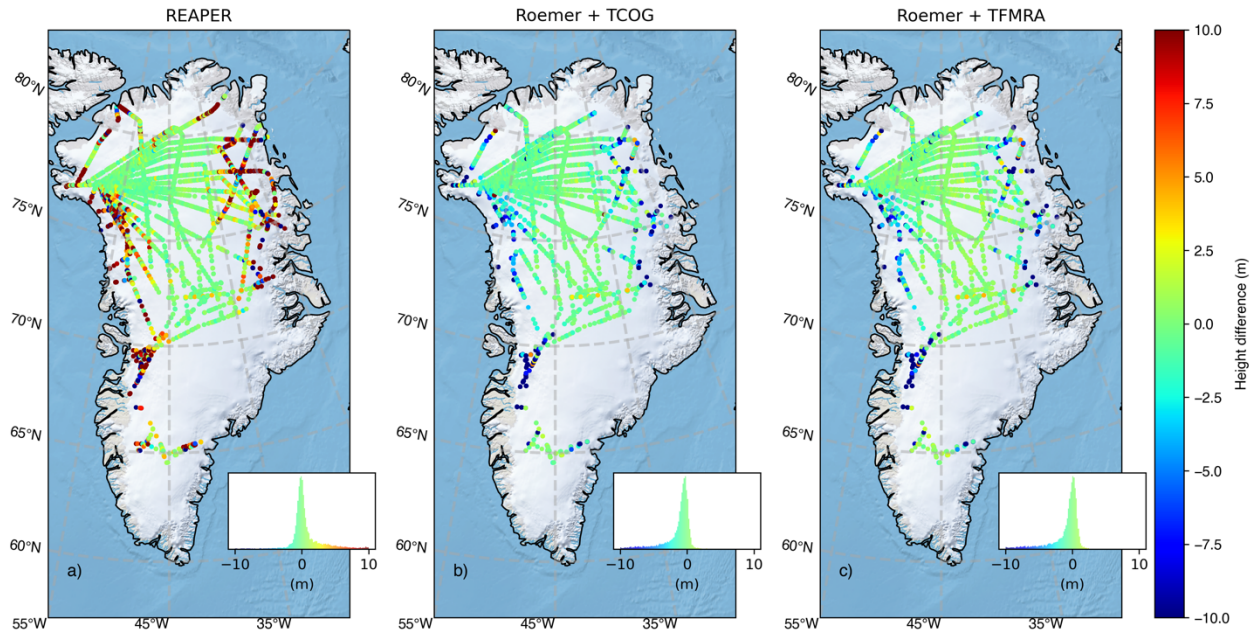 REAPER
Roemer + TCOG
Roemer + TFMRA
80°N
75°N
70°N
65°N
60°N
55°W
45°W
35°W
a)
−10
0
10
(m)
80°N
75°N
70°N
65°N
60°N
55°W
45°W
35°W
b)
−10
0
10
(m)
80°N
75°N
70°N
65°N
60°N
55°W
45°W
35°W
c)
−10
0
10
(m)
10.0
7.5
5.0
2.5
0.0
−2.5
−5.0
−7.5
−10.0
Height difference (m)